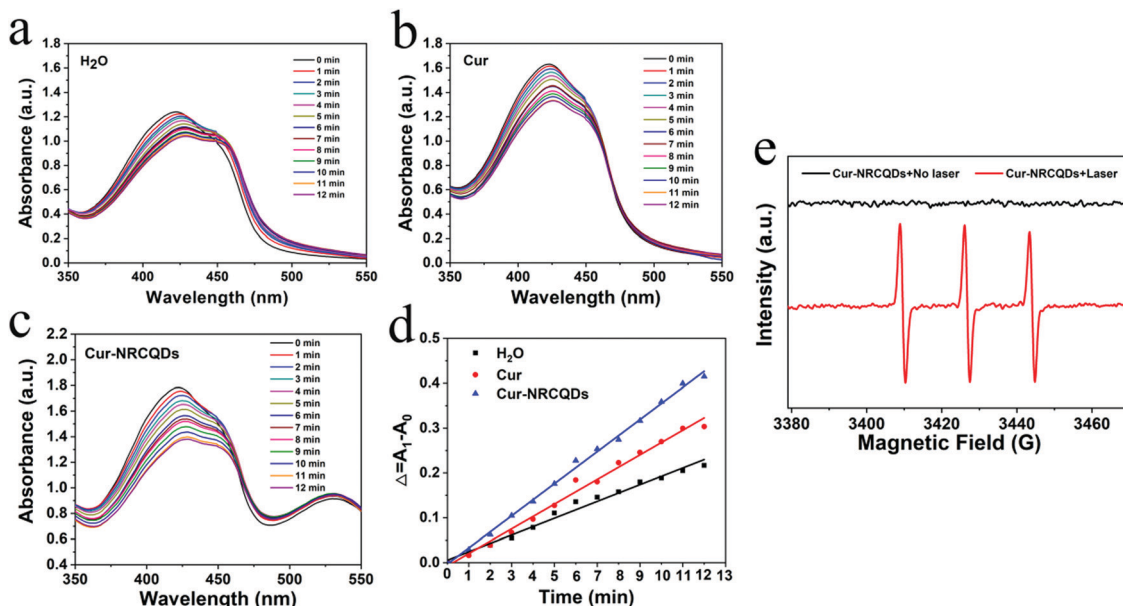 a
H₂O
0 min
1 min
2 min
3 min
4 min
5 min
6 min
7 min
8 min
9 min
10 min
11 min
12 min
Absorbance (a.u.)
1.8
1.6
1.4
1.2
1.0
0.8
0.6
0.4
0.2
0.0
350 400 450 500 550
Wavelength (nm)
b
Cur
0 min
1 min
2 min
3 min
4 min
5 min
6 min
7 min
8 min
9 min
10 min
11 min
12 min
Absorbance (a.u.)
1.8
1.6
1.4
1.2
1.0
0.8
0.6
0.4
0.2
0.0
350 400 450 500 550
Wavelength (nm)
c
Cur-NRCQDs
0 min
1 min
2 min
3 min
4 min
5 min
6 min
7 min
8 min
9 min
10 min
11 min
12 min
Absorbance (a.u.)
2.2
2.0
1.8
1.6
1.4
1.2
1.0
0.8
0.6
0.4
350 400 450 500 550
Wavelength (nm)
d
H₂O
Cur
Cur-NRCQDs
△=A₁-A₀
0.5
0.4
0.3
0.2
0.1
0.0
0 1 2 3 4 5 6 7 8 9 10 11 12 13
Time (min)
e
Cur-NRCQDs+No laser Cur-NRCQDs+Laser
Intensity (a.u.)
3380 3400 3420 3440 3460
Magnetic Field (G)